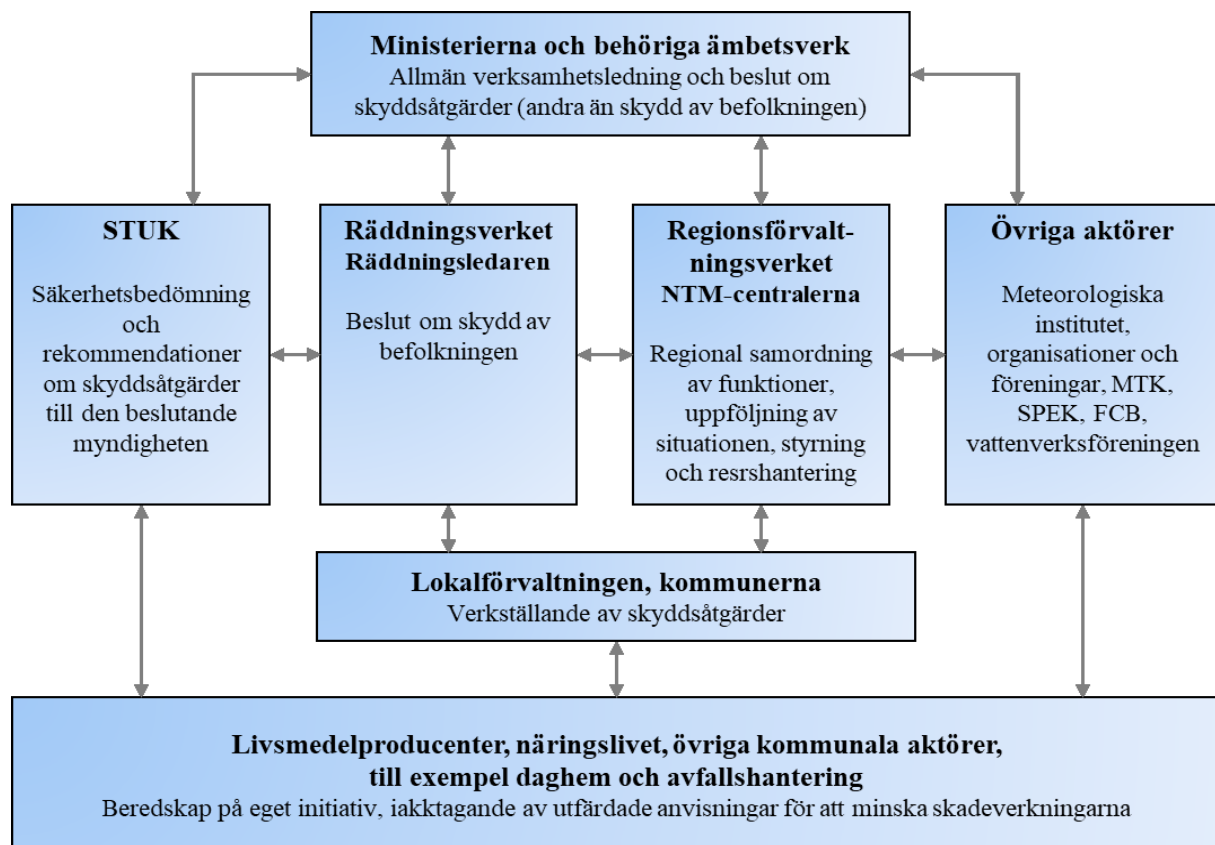 Ministerierna och behöriga ämbetsverk
Allmän verksamhetsledning och beslut om
skyddsåtgärder (andra än skydd av befolkningen)
STUK
Säkerhetsbedömning
och
rekommendationer
om skyddsåtgärder
till den beslutande
myndigheten
Räddningsverket
Räddningsledaren
Beslut om skydd av
befolkningen
Regionsförvalt-
ningsverket
NTM-centralerna
Regional samordning
av funktioner,
uppföljning av
situationen, styrning
och resrshantering
Övriga aktörer
Meteorologiska
institutet,
organisationer och
föreningar, MTK,
SPEK, FCB,
vattenverksföreningen
Lokalförvaltningen, kommunerna
Verkställande av skyddsåtgärder
Livsmedelproducenter, näringslivet, övriga kommunala aktörer,
till exempel daghem och avfallshantering
Beredskap på eget initiativ, iakktagande av utfärdade anvisningar för att minska skadeverkningarna